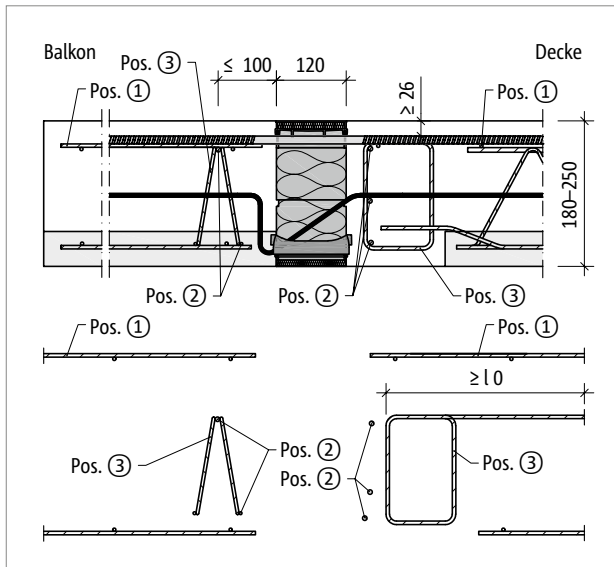 Balkon
Pos. ③
≤ 100
120
Decke
Pos. ①
≥ 26
Pos. ①
180–250
Pos. ②
Pos. ②
Pos. ③
Pos. ①
Pos. ①
≥ l 0
Pos. ③
Pos. ②
Pos. ②
Pos. ③